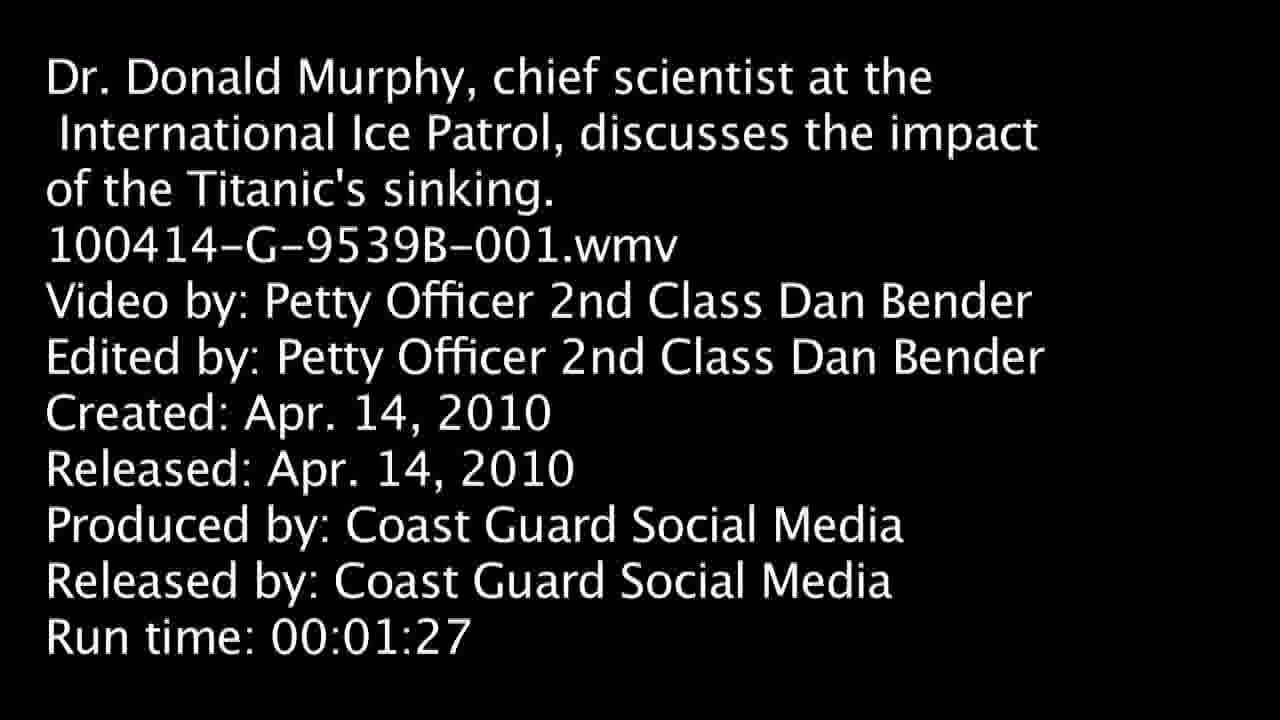 Dr. Donald Murphy, chief scientist at the
International Ice Patrol, discusses the impact
of the Titanic's sinking.
100414-G-9539B-001.wmv
Video by: Petty Officer 2nd Class Dan Bender
Edited by: Petty Officer 2nd Class Dan Bender
Created: Apr. 14, 2010
Released: Apr. 14, 2010
Produced by: Coast Guard Social Media
Released by: Coast Guard Social Media
Run time: 00:01:27